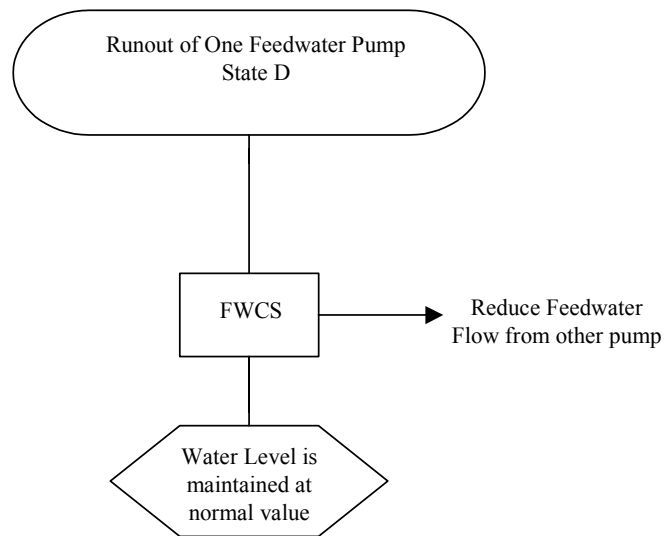 Runout of One Feedwater Pump
State D
FWCS
Reduce Feedwater
Flow from other pump
Water Level is
maintained at
normal value